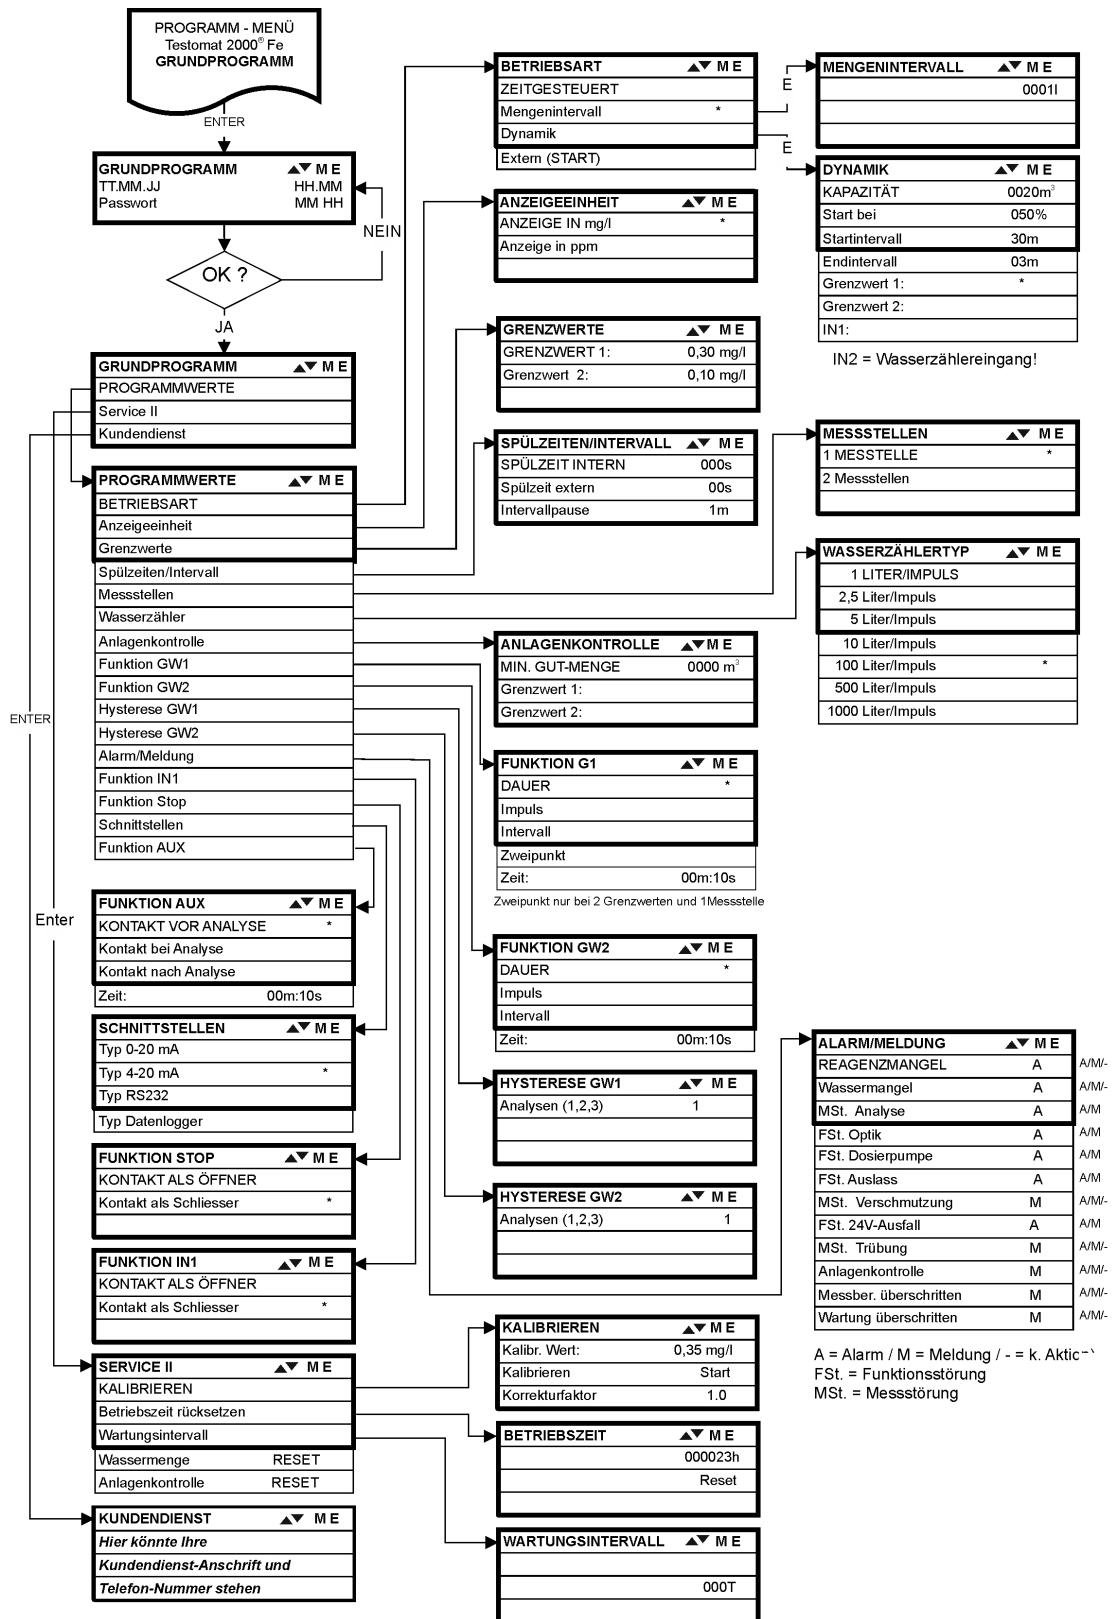 PROGRAMM - MENÜ
Testomat 2000® Fe
GRUNDPROGRAMM
ENTER
GRUNDPROGRAMM ▲▼ M E
TT.MM.JJ HH.MM
Passwort MM HH
NEIN
OK ?
JA
GRUNDPROGRAMM ▲▼ M E
PROGRAMMWERTE
Service II
Kundendienst
PROGRAMMWERTE ▲▼ M E
BETRIEBSART
Anzeigeeinheit
Grenzwerte
Spülzeiten/Intervall
Messstellen
Wasserzähler
Anlagenkontrolle
Funktion GW1
Funktion GW2
Hysterese GW1
Hysterese GW2
Alarm/Meldung
Funktion IN1
Funktion Stop
Schnittstellen
Funktion AUX
ENTER
Enter
FUNKTION AUX ▲▼ M E
KONTAKT VOR ANALYSE *
Kontakt bei Analyse
Kontakt nach Analyse
Zeit: 00m:10s
SCHNITTSTELLEN ▲▼ M E
Typ 0-20 mA
Typ 4-20 mA *
Typ RS232
Typ Datenlogger
FUNKTION STOP ▲▼ M E
KONTAKT ALS ÖFFNER
Kontakt als Schliesser *
FUNKTION IN1 ▲▼ M E
KONTAKT ALS ÖFFNER
Kontakt als Schliesser *
SERVICE II ▲▼ M E
KALIBRIEREN
Betriebszeit rücksetzen
Wartungsintervall
Wassermenge RESET
Anlagenkontrolle RESET
KUNDENDIENST ▲▼ M E
Hier könnte Ihre
Kundendienst-Anschrift und
Telefon-Nummer stehen
BETRIEBSART ▲▼ M E
ZEITGESTEUERT
Mengenintervall *
Dynamik
Extern (START)
E
E
ANZEIGEEINHEIT ▲▼ M E
ANZEIGE IN mg/l *
Anzeige in ppm
GRENZWERTE ▲▼ M E
GRENZWERT 1: 0,30 mg/l
Grenzwert 2: 0,10 mg/l
SPÜLZEITEN/INTERVALL ▲▼ M E
SPÜLZEIT INTERN 000s
Spülzeit extern 00s
Intervallpause 1m
ANLAGENKONTROLLE ▲▼ M E
MIN. GUT-MENGE 0000 m³
Grenzwert 1:
Grenzwert 2:
FUNKTION G1 ▲▼ M E
DAUER *
Impuls
Intervall
Zweipunkt
Zeit: 00m:10s
Zweipunkt nur bei 2 Grenzwerten und 1Messstelle
FUNKTION GW2 ▲▼ M E
DAUER *
Impuls
Intervall
Zeit: 00m:10s
HYSTERESE GW1 ▲▼ M E
Analysen (1,2,3) 1
HYSTERESE GW2 ▲▼ M E
Analysen (1,2,3) 1
KALIBRIEREN ▲▼ M E
Kalibr. Wert: 0,35 mg/l
Kalibrieren Start
Korrekturfaktor 1.0
BETRIEBSZEIT ▲▼ M E
000023h
Reset
WARTUNGSINTERVALL ▲▼ M E
000T
MENGENINTERVALL ▲▼ M E
0001l
DYNAMIK ▲▼ M E
KAPAZITÄT 0020m³
Start bei 050%
Startintervall 30m
Endintervall 03m
Grenzwert 1: *
Grenzwert 2:
IN1:
IN2 = Wasserzählereingang!
MESSSTELLEN ▲▼ M E
1 MESSTELLE *
2 Messstellen
WASSERZÄHLERTYP ▲▼ M E
1 LITER/IMPULS
2,5 Liter/Impuls
5 Liter/Impuls
10 Liter/Impuls
100 Liter/Impuls *
500 Liter/Impuls
1000 Liter/Impuls
ALARM/MELDUNG ▲▼ M E
REAGENZMANGEL A A/M/-
Wassermangel A A/M/-
MSt. Analyse A A/M
FSt. Optik A A/M
FSt. Dosierpumpe A A/M
FSt. Auslass A A/M
MSt. Verschmutzung M A/M/-
FSt. 24V-Ausfall A A/M
MSt. Trübung M A/M/-
Anlagenkontrolle M A/M/-
Messber. überschritten M A/M/-
Wartung überschritten M A/M/-
A = Alarm / M = Meldung / - = k.
FSt. = Funktionsstörung
MSt. = Messstörung